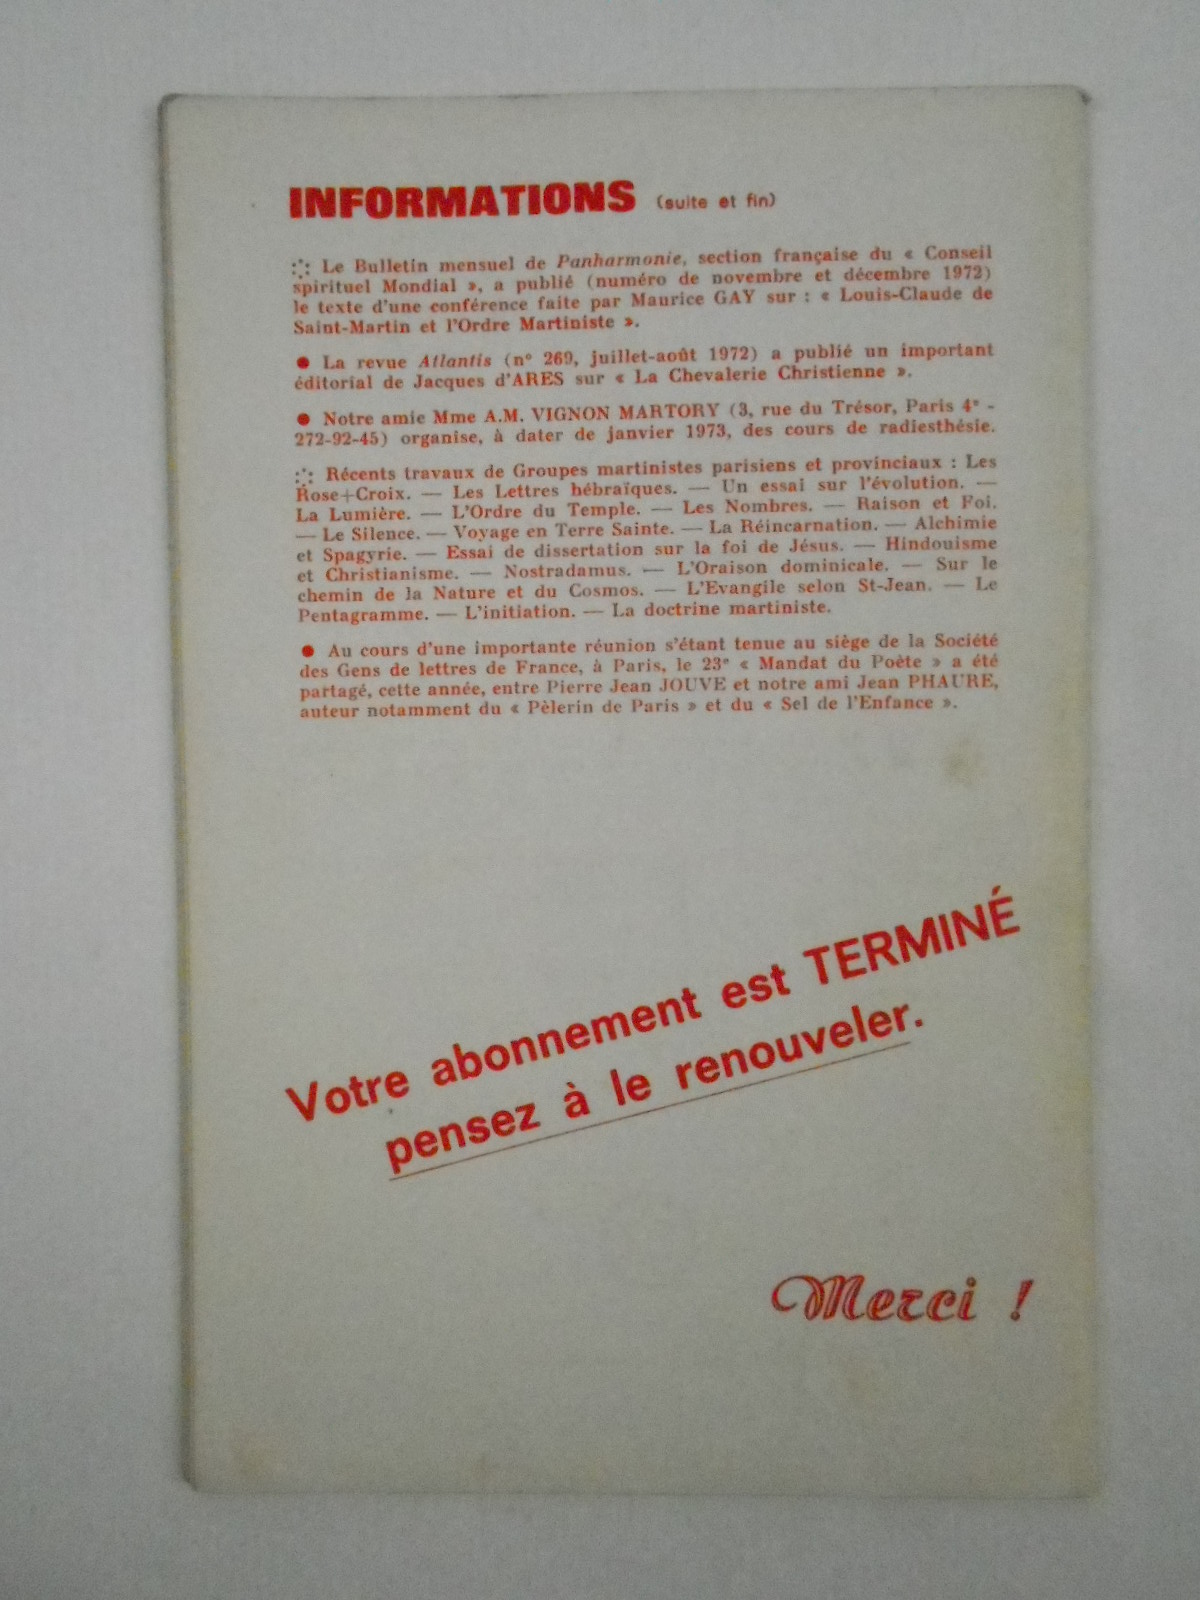 INFORMATIONS (suite et fin)
Le Bulletin mensuel de Panharmonie, section française du « Conseil
spirituel Mondial », a publié (numéro de novembre et décembre 1972)
le texte d'une conférence faite par Maurice GAY sur : « Louis-Claude de
Saint-Martin et l'Ordre Martiniste ».
● La revue Atlantis (n° 269, juillet-août 1972) a publié un important
éditorial de Jacques d'ARES sur « La Chevalerie Christienne ».
● Notre amie Mme A.M. VIGNON MARTORY (3, rue du Trésor, Paris 4e -
272-92-45) organise, à dater de janvier 1973, des cours de radiesthésie.
Récents travaux de Groupes martinistes parisiens et provinciaux : Les
Rose+Croix. — Les Lettres hébraïques. — Un essai sur l'évolution. —
La Lumière. — L'Ordre du Temple. — Les Nombres. — Raison et Foi.
— Le Silence. — Voyage en Terre Sainte. — La Réincarnation. — Alchimie
et Spagyrie. — Essai de dissertation sur la foi de Jésus. — Hindouisme
et Christianisme. — Nostradamus. — L'Oraison dominicale. — Sur le
chemin de la Nature et du Cosmos. — L'Evangile selon St-Jean. — Le
Pentagramme. — L'initiation. — La doctrine martiniste.
● Au cours d'une importante réunion s'étant tenue au siège de la Société
des Gens de lettres de France, à Paris, le 23e « Mandat du Poète » a été
partagé, cette année, entre Pierre Jean JOUVE et notre ami Jean PHAURE,
auteur notamment du « Pèlerin de Paris » et du « Sel de l'Enfance ».
Votre abonnement est TERMINÉ
pensez à le renouveler.
Merci !